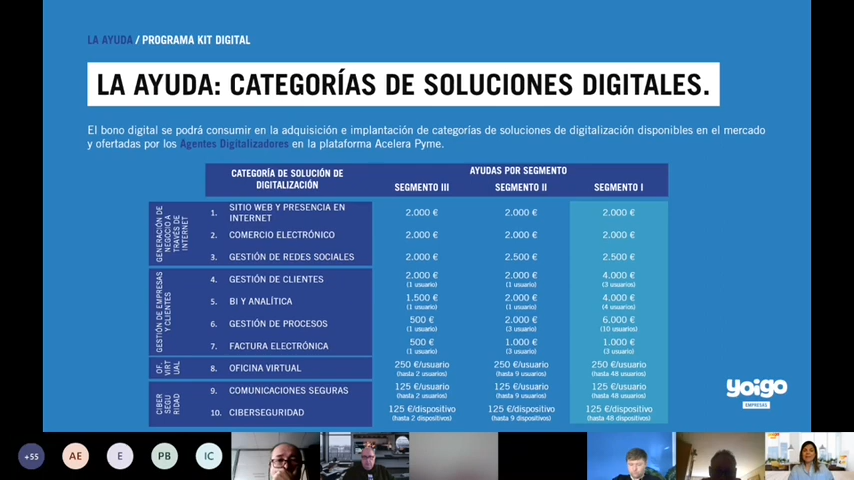 LA AYUDA / PROGRAMA KIT DIGITAL
LA AYUDA: CATEGORÍAS DE SOLUCIONES DIGITALES.
El bono digital se podrá consumir en la adquisición e implantación de categorías de soluciones de digitalización disponibles en el mercado
y ofertadas por los Agentes Digitalizadores en la plataforma Acelera Pyme.
CATEGORÍA DE SOLUCIÓN DE
DIGITALIZACIÓN
AYUDAS POR SEGMENTO
SEGMENTO III SEGMENTO II SEGMENTO I
GENERACIÓN DE
NEGOCIO A
TRAVÉS DE
INTERNET
1. SITIO WEB Y PRESENCIA EN
INTERNET
2.000 € 2.000 € 2.000 €
2. COMERCIO ELECTRÓNICO 2.000 € 2.000 € 2.000 €
3. GESTIÓN DE REDES SOCIALES 2.000 € 2.500 € 2.500 €
GESTIÓN DE EMPRESAS
Y CLIENTES
4. GESTIÓN DE CLIENTES 2.000 € 2.000 € 4.000 €
(1 usuario) (1 usuario) (3 usuarios)
5. BI Y ANALÍTICA 1.500 € 2.000 € 4.000 €
(1 usuario) (1 usuario) (4 usuarios)
6. GESTIÓN DE PROCESOS 500 € 2.000 € 6.000 €
(1 usuario) (3 usuario) (10 usuarios)
7. FACTURA ELECTRÓNICA 500 € 1.000 € 1.000 €
(1 usuario) (3 usuario) (3 usuario)
OF.
VIRT
UAL
8. OFICINA VIRTUAL 250 €/usuario 250 €/usuario 250 €/usuario
(hasta 2 usuarios) (hasta 9 usuarios) (hasta 48 usuarios)
CIBER
SEGU
RIDAD
9. COMUNICACIONES SEGURAS 125 €/usuario 125 €/usuario 125 €/usuario
(hasta 2 usuarios) (hasta 9 usuarios) (hasta 48 usuarios)
10. CIBERSEGURIDAD 125 €/dispositivo 125 €/dispositivo 125 €/dispositivo
(hasta 2 dispositivos) (hasta 9 dispositivos) (hasta 48 dispositivos)
yoigo
EMPRESAS
+55 AE E PB IC